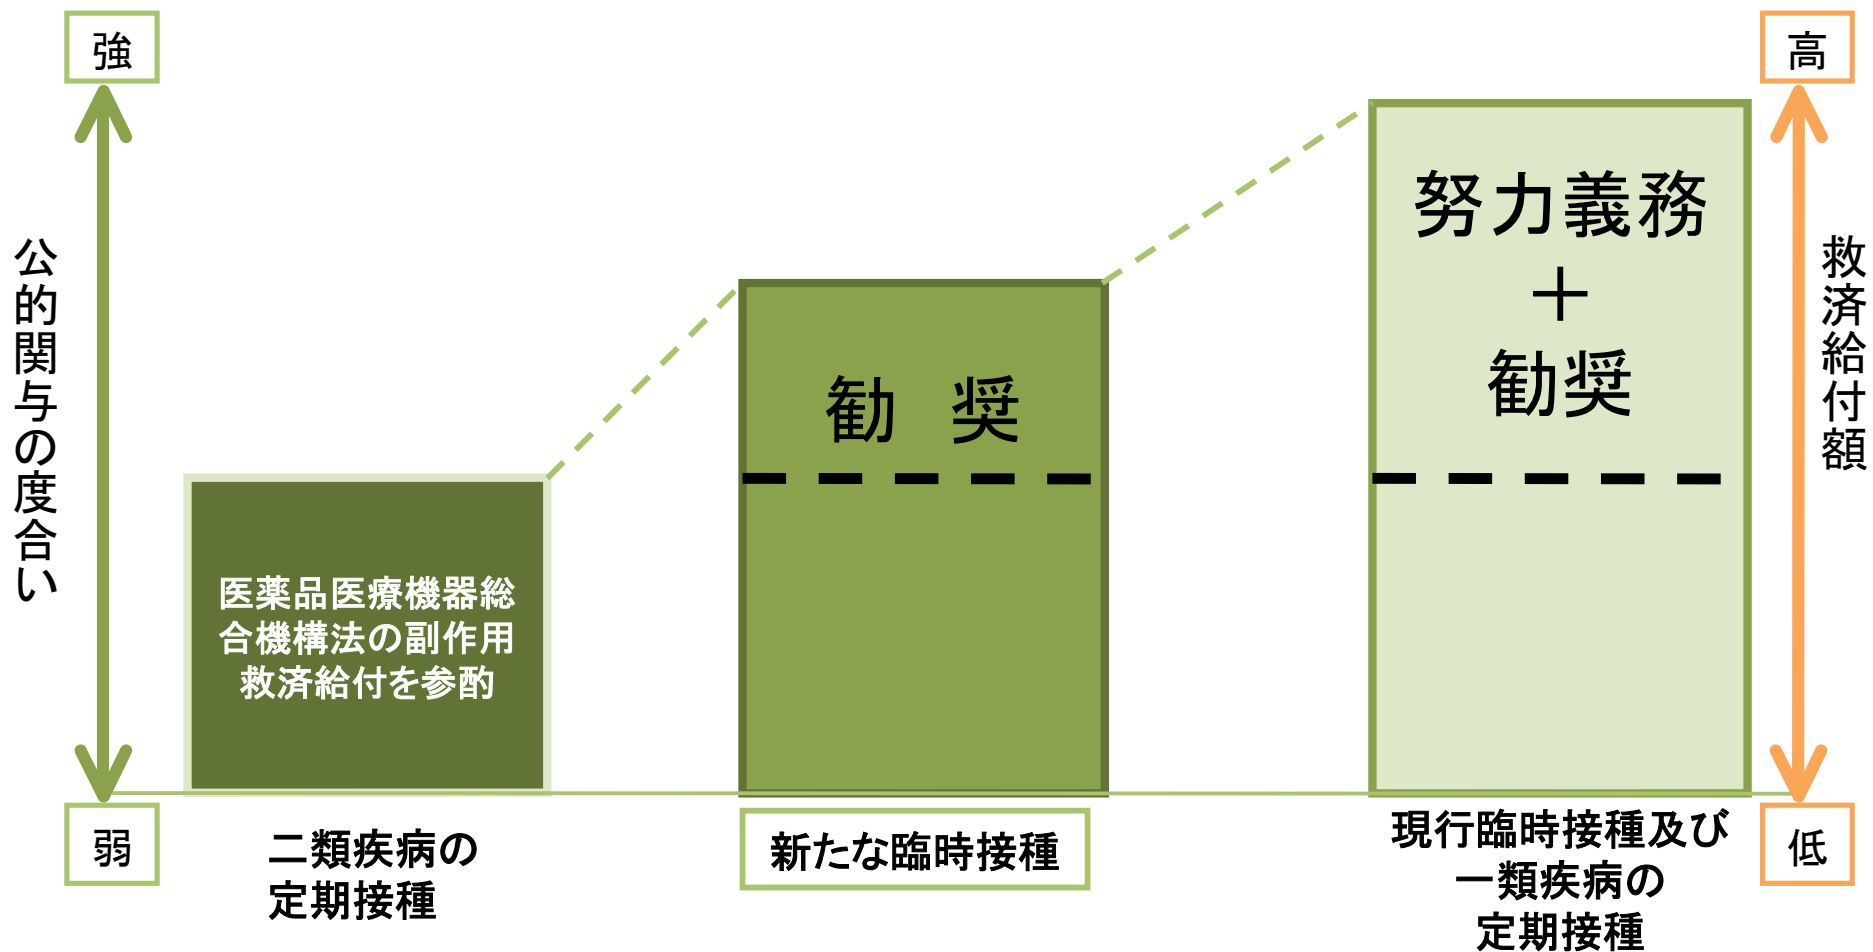 強
高
公的関与の度合い
救済給付額
努力義務
＋
勧奨
勧 奨
医薬品医療機器総
合機構法の副作用
救済給付を参酌
弱
低
二類疾病の
定期接種
新たな臨時接種
現行臨時接種及び
一類疾病の
定期接種